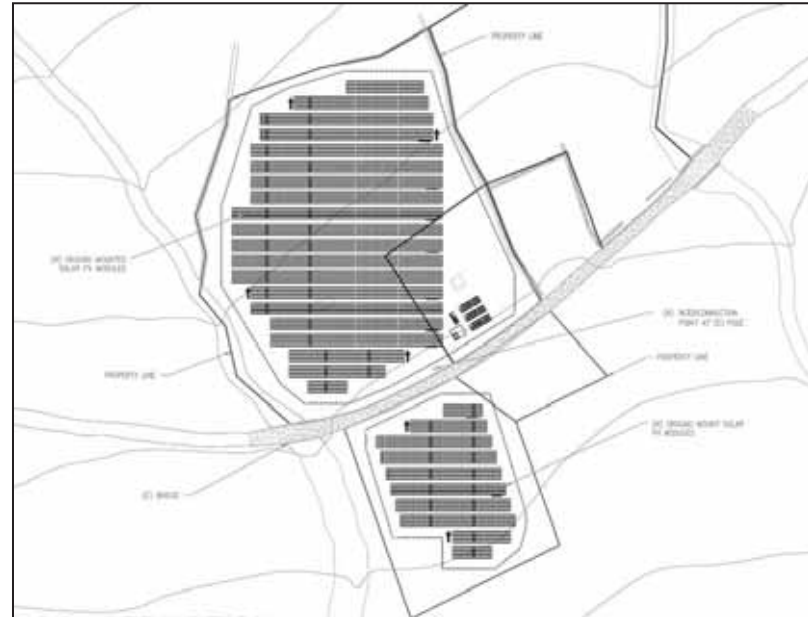 PROPERTY LINE
(N) GROUND MOUNTED
SOLAR PV MODULES
(N) INTERCONNECTION
POINT AT (E) POLE
PROPERTY LINE
PROPERTY LINE
(N) GROUND MOUNT SOLAR
PV MODULES
(E) BRIDGE